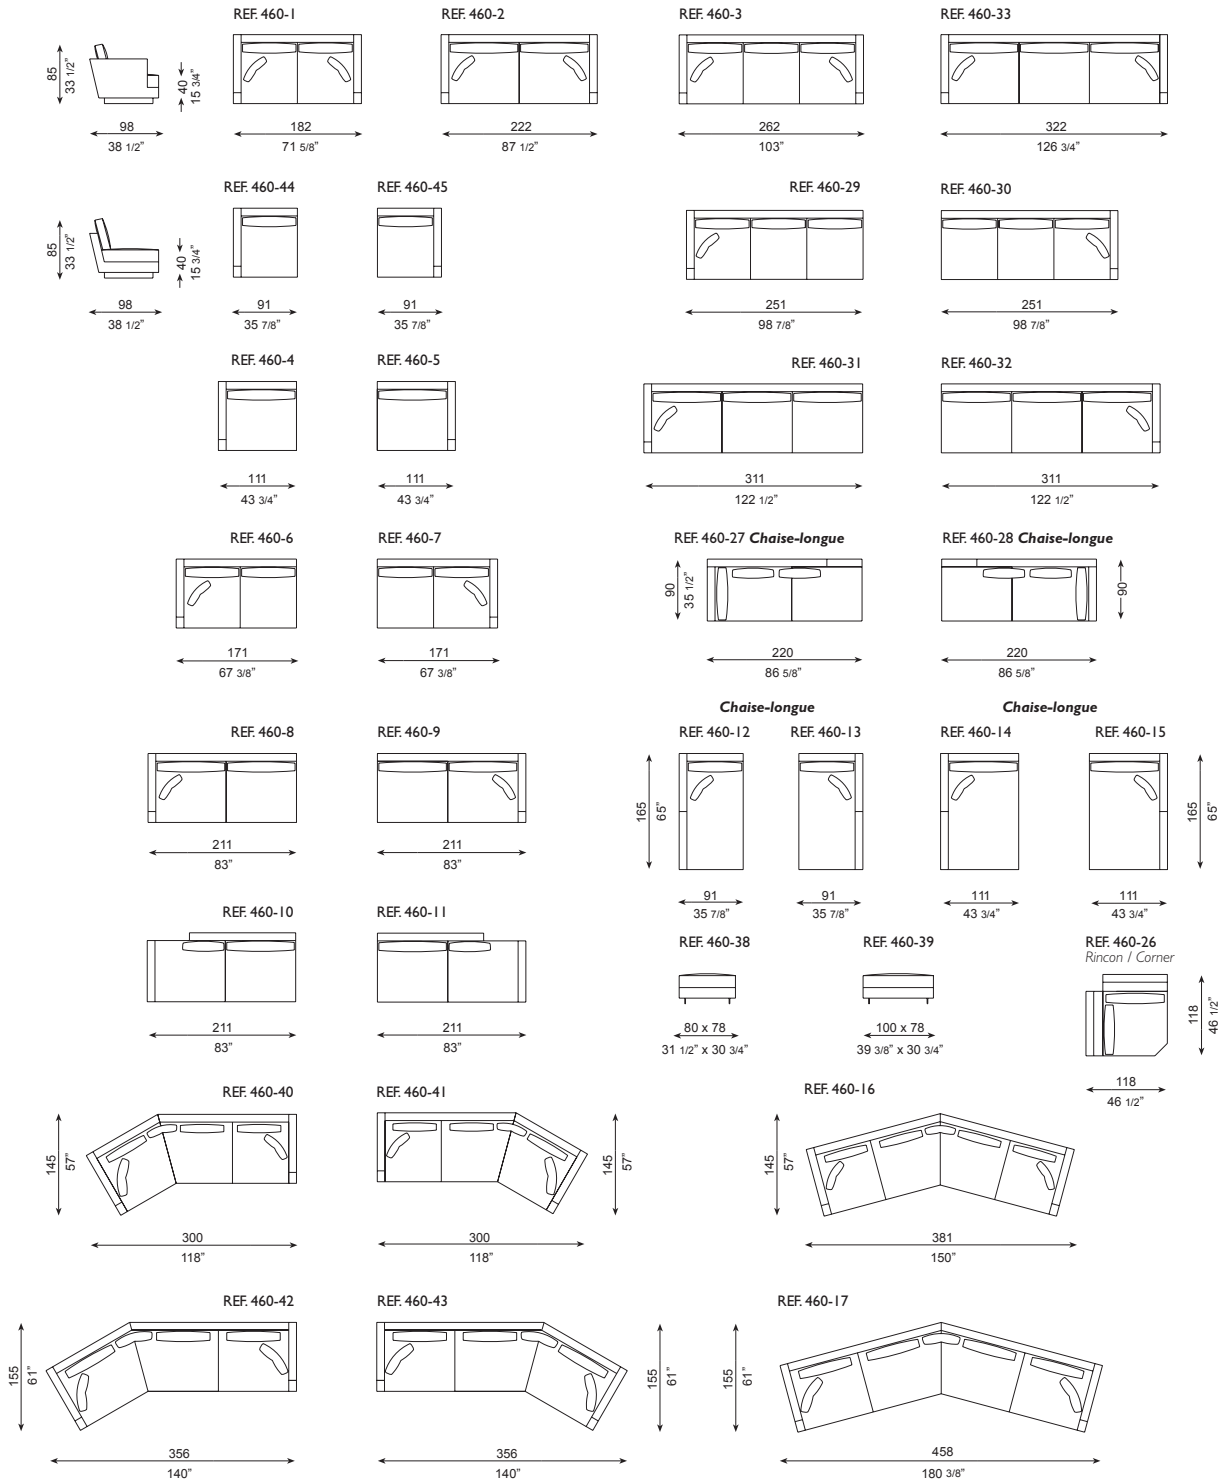 REF. 460-1
REF. 460-2
REF. 460-3
REF. 460-33
85
33 1/2"
40
15 3/4"
98
38 1/2"
182
71 5/8"
222
87 1/2"
262
103"
322
126 3/4"
REF. 460-44
REF. 460-45
REF. 460-29
REF. 460-30
85
33 1/2"
40
15 3/4"
98
38 1/2"
91
35 7/8"
91
35 7/8"
251
98 7/8"
251
98 7/8"
REF. 460-4
REF. 460-5
REF. 460-31
REF. 460-32
111
43 3/4"
111
43 3/4"
311
122 1/2"
311
122 1/2"
REF. 460-6
REF. 460-7
REF. 460-27 Chaise-longue
REF. 460-28 Chaise-longue
90
35 1/2"
90
171
67 3/8"
171
67 3/8"
220
86 5/8"
220
86 5/8"
Chaise-longue
Chaise-longue
REF. 460-8
REF. 460-9
REF. 460-12
REF. 460-13
REF. 460-14
REF. 460-15
165
65"
165
65"
211
83"
211
83"
91
35 7/8"
91
35 7/8"
111
43 3/4"
111
43 3/4"
REF. 460-10
REF. 460-11
REF. 460-38
REF. 460-39
REF. 460-26
Rincon / Corner
211
83"
211
83"
80 x 78
31 1/2" x 30 3/4"
100 x 78
39 3/8" x 30 3/4"
118
46 1/2"
118
46 1/2"
REF. 460-40
REF. 460-41
REF. 460-16
145
57"
145
57"
145
57"
300
118"
300
118"
381
150"
REF. 460-42
REF. 460-43
REF. 460-17
155
61"
155
61"
155
61"
356
140"
356
140"
458
180 3/8"